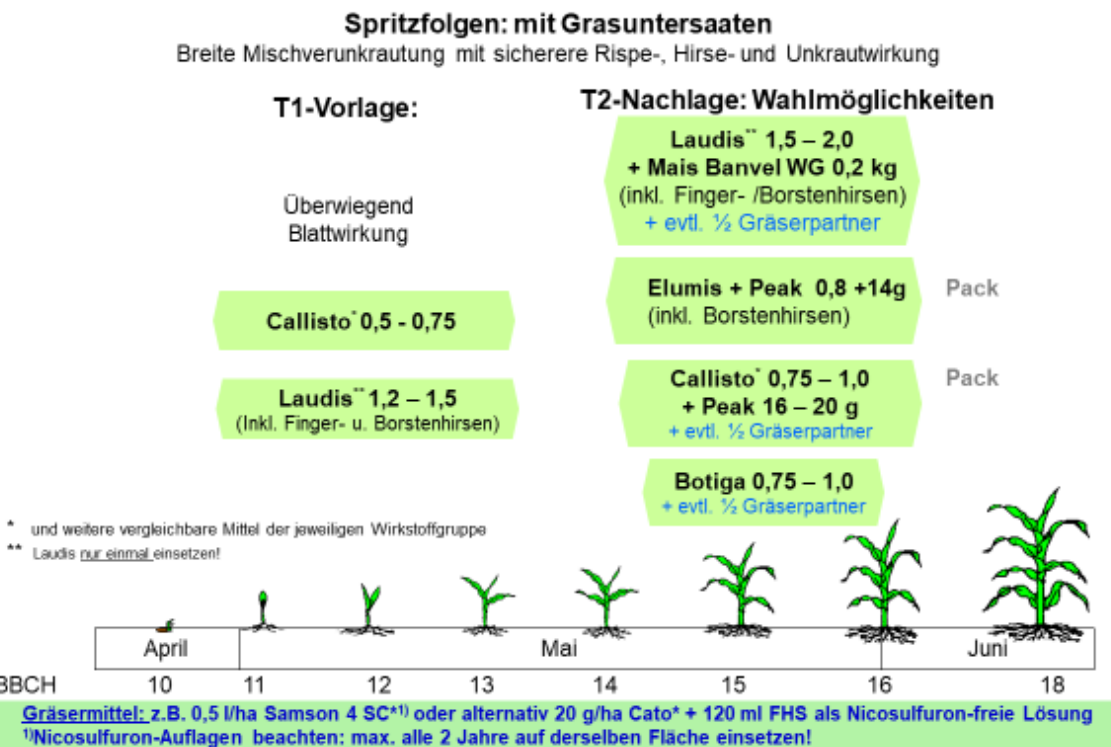 Spritzfolgen: mit Grasuntersaaten
Breite Mischverunkrautung mit sicherere Rispe-, Hirse- und Unkrautwirkung
T1-Vorlage:
Überwiegend
Blattwirkung
Callisto* 0,5 - 0,75
Laudis** 1,2 – 1,5
(Inkl. Finger- u. Borstenhirsen)
T2-Nachlage: Wahlmöglichkeiten
Laudis** 1,5 – 2,0
+ Mais Banvel WG 0,2 kg
(inkl. Finger- /Borstenhirsen)
+ evtl. ½ Gräserpartner
Elumis + Peak 0,8 +14g
(inkl. Borstenhirsen)
Pack
Callisto* 0,75 – 1,0
+ Peak 16 – 20 g
+ evtl. ½ Gräserpartner
Pack
Botiga 0,75 – 1,0
+ evtl. ½ Gräserpartner
* und weitere vergleichbare Mittel der jeweiligen Wirkstoffgruppe
** Laudis nur einmal einsetzen!
April Mai Juni
BBCH 10 11 12 13 14 15 16 18
Gräsermittel: z.B. 0,5 l/ha Samson 4 SC*¹⁾ oder alternativ 20 g/ha Cato* + 120 ml FHS als Nicosulfuron-freie Lösung
¹⁾Nicosulfuron-Auflagen beachten: max. alle 2 Jahre auf derselben Fläche einsetzen!